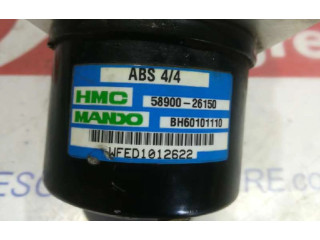 ABS 4/4
HMC 58900-26150
MANDO BH60101110
WFED1012622